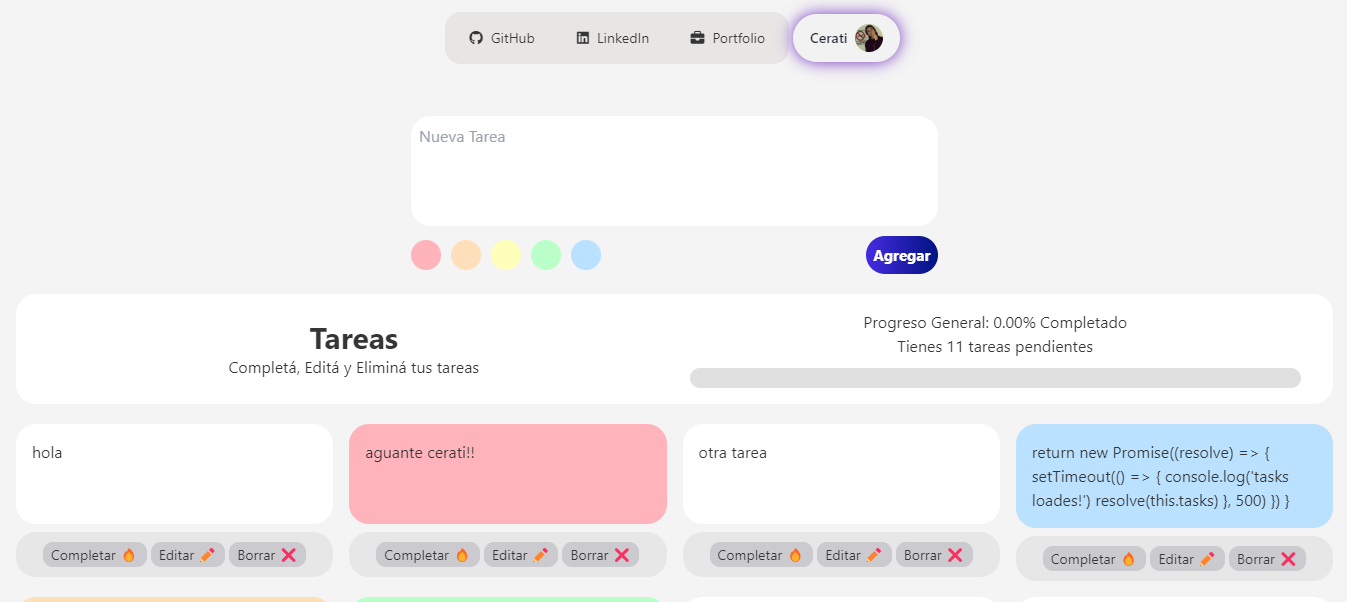 GitHub LinkedIn Portfolio Cerati
Nueva Tarea
Agregar
Tareas
Completá, Editá y Eliminá tus tareas
Progreso General: 0.00% Completado
Tienes 11 tareas pendientes
hola
Completar Editar Borrar
aguante cerati!!
Completar Editar Borrar
otra tarea
Completar Editar Borrar
return new Promise((resolve) => {
setTimeout(() => { console.log('tasks
loades!') resolve(this.tasks) }, 500) }) }
Completar Editar Borrar